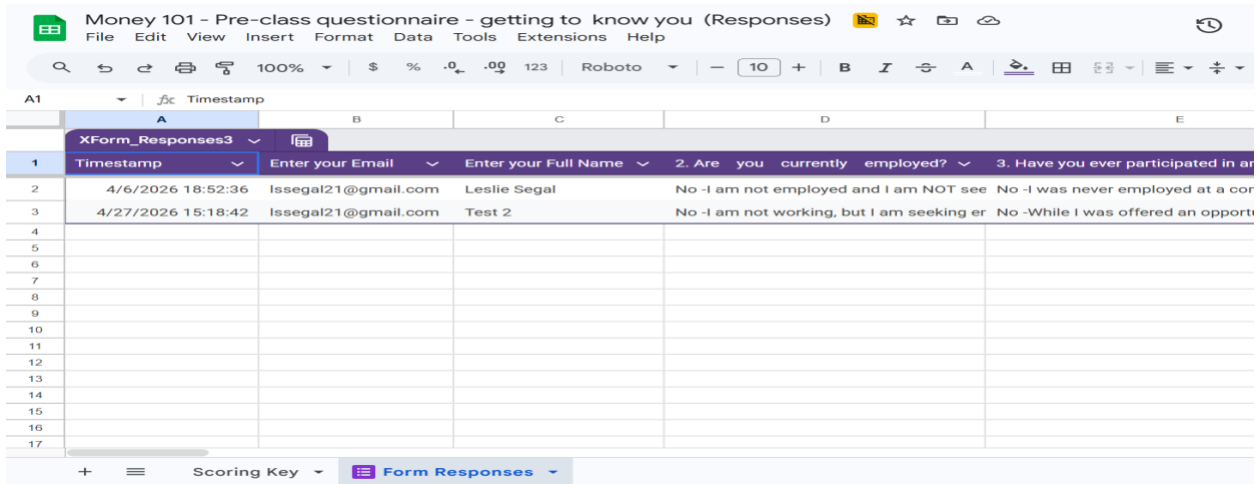 Money 101 - Pre-class questionnaire - getting to know you (Responses)
File Edit View Insert Format Data Tools Extensions Help
100% $ % .0 .00 123 Roboto 10 B I A
A1 fx Timestamp
A B C D E
XForm_Responses3
1 Timestamp Enter your Email Enter your Full Name 2. Are you currently employed? 3. Have you ever participated in an
2 4/6/2026 18:52:36 lssegal21@gmail.com Leslie Segal No -I am not employed and I am NOT see No -I was never employed at a cor
3 4/27/2026 15:18:42 lssegal21@gmail.com Test 2 No -I am not working, but I am seeking er No -While I was offered an opportu
4
5
6
7
8
9
10
11
12
13
14
15
16
17
+ Scoring Key Form Responses